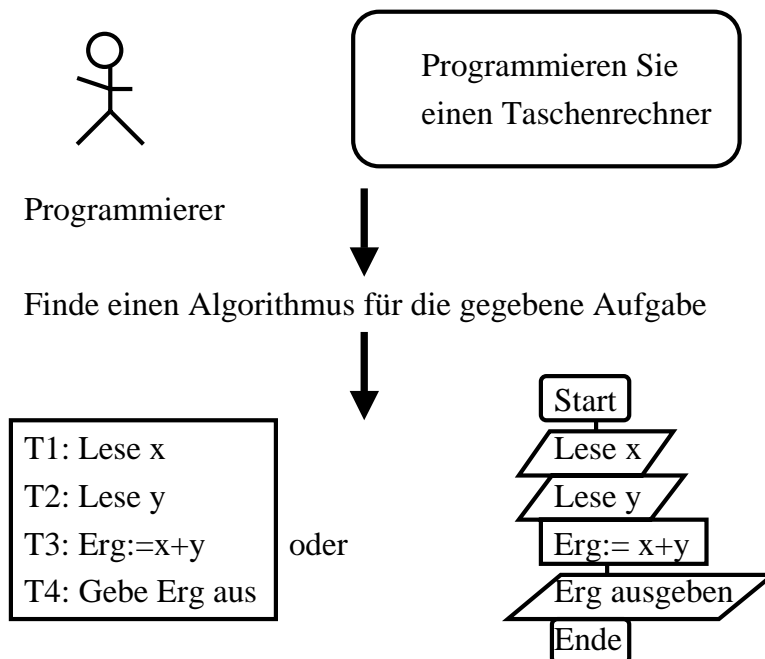 Programmieren Sie
einen Taschenrechner
Programmierer
Finde einen Algorithmus für die gegebene Aufgabe
T1: Lese x
T2: Lese y
T3: Erg:=x+y
T4: Gebe Erg aus
oder
Start
Lese x
Lese y
Erg:= x+y
Erg ausgeben
Ende